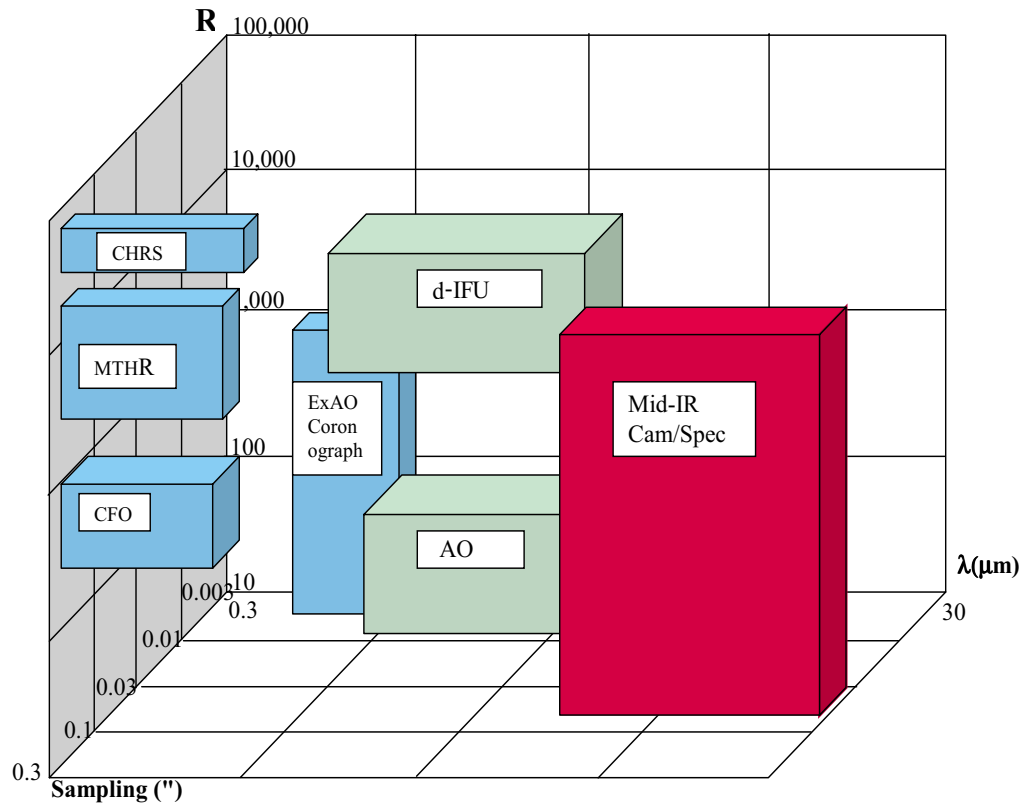 R
100,000
10,000
CHRS
d-IFU
,000
MTHR
ExAO
Coron
ograph
Mid-IR
Cam/Spec
100
CFO
AO
λ(μm)
0.003
10
0.3
30
0.01
0.03
0.1
0.3
Sampling (")